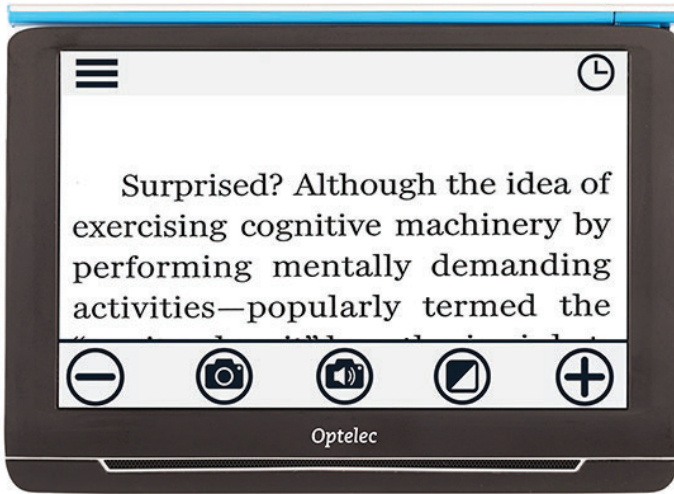 Surprised? Although the idea of
exercising cognitive machinery by
performing mentally demanding
activities—popularly termed the
Optelec